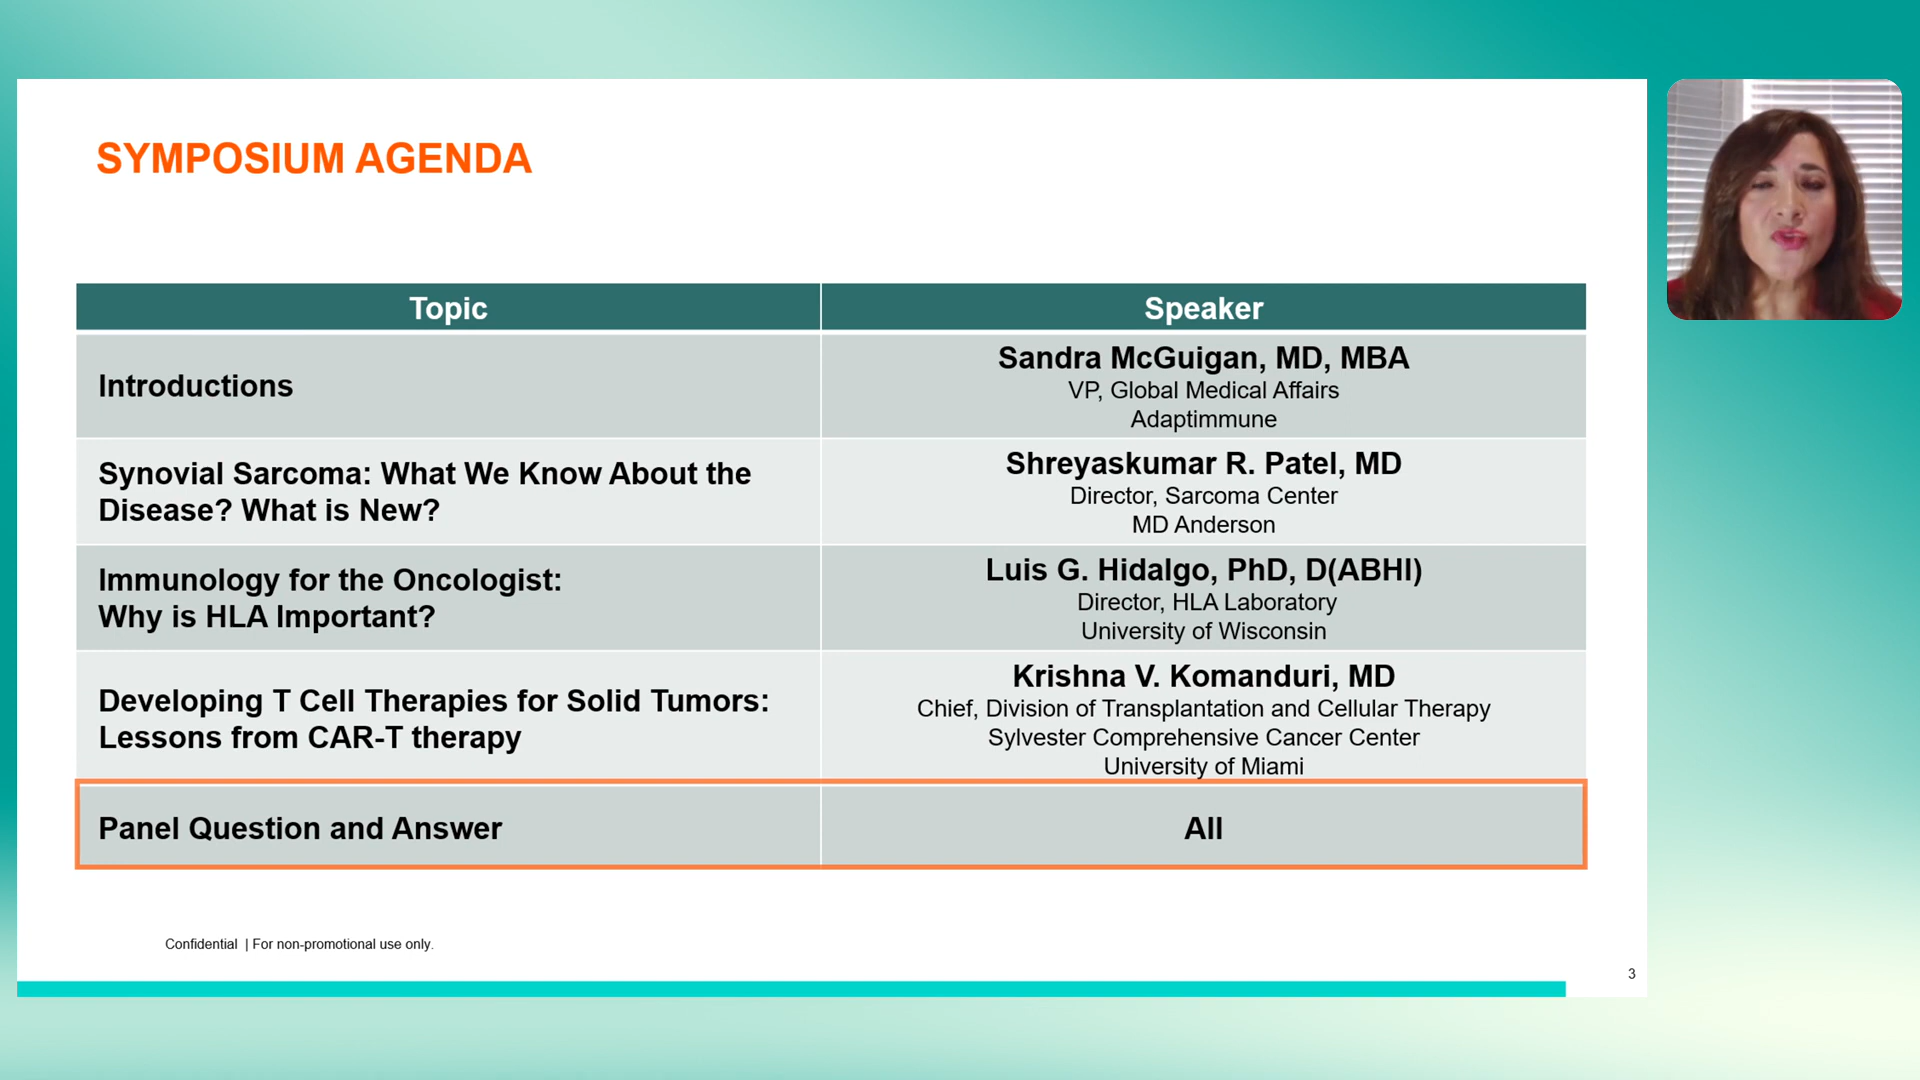 SYMPOSIUM AGENDA
Topic
Speaker
Introductions
Sandra McGuigan, MD, MBA
VP, Global Medical Affairs
Adaptimmune
Synovial Sarcoma: What We Know About the
Disease? What is New?
Shreyaskumar R. Patel, MD
Director, Sarcoma Center
MD Anderson
Immunology for the Oncologist:
Why is HLA Important?
Luis G. Hidalgo, PhD, D(ABHI)
Director, HLA Laboratory
University of Wisconsin
Developing T Cell Therapies for Solid Tumors:
Lessons from CAR-T therapy
Krishna V. Komanduri, MD
Chief, Division of Transplantation and Cellular Therapy
Sylvester Comprehensive Cancer Center
University of Miami
Panel Question and Answer
All
Confidential | For non-promotional use only.
3